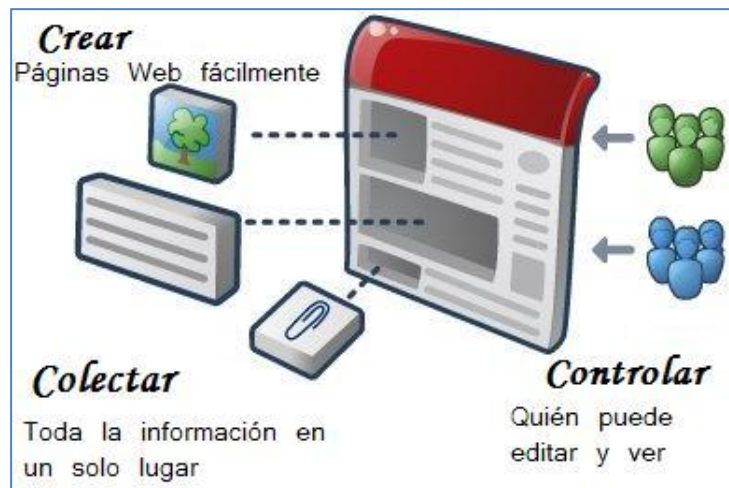 Crear
Páginas Web fácilmente
Colectar
Toda la información en
un solo lugar
Controlar
Quién puede
editar y ver